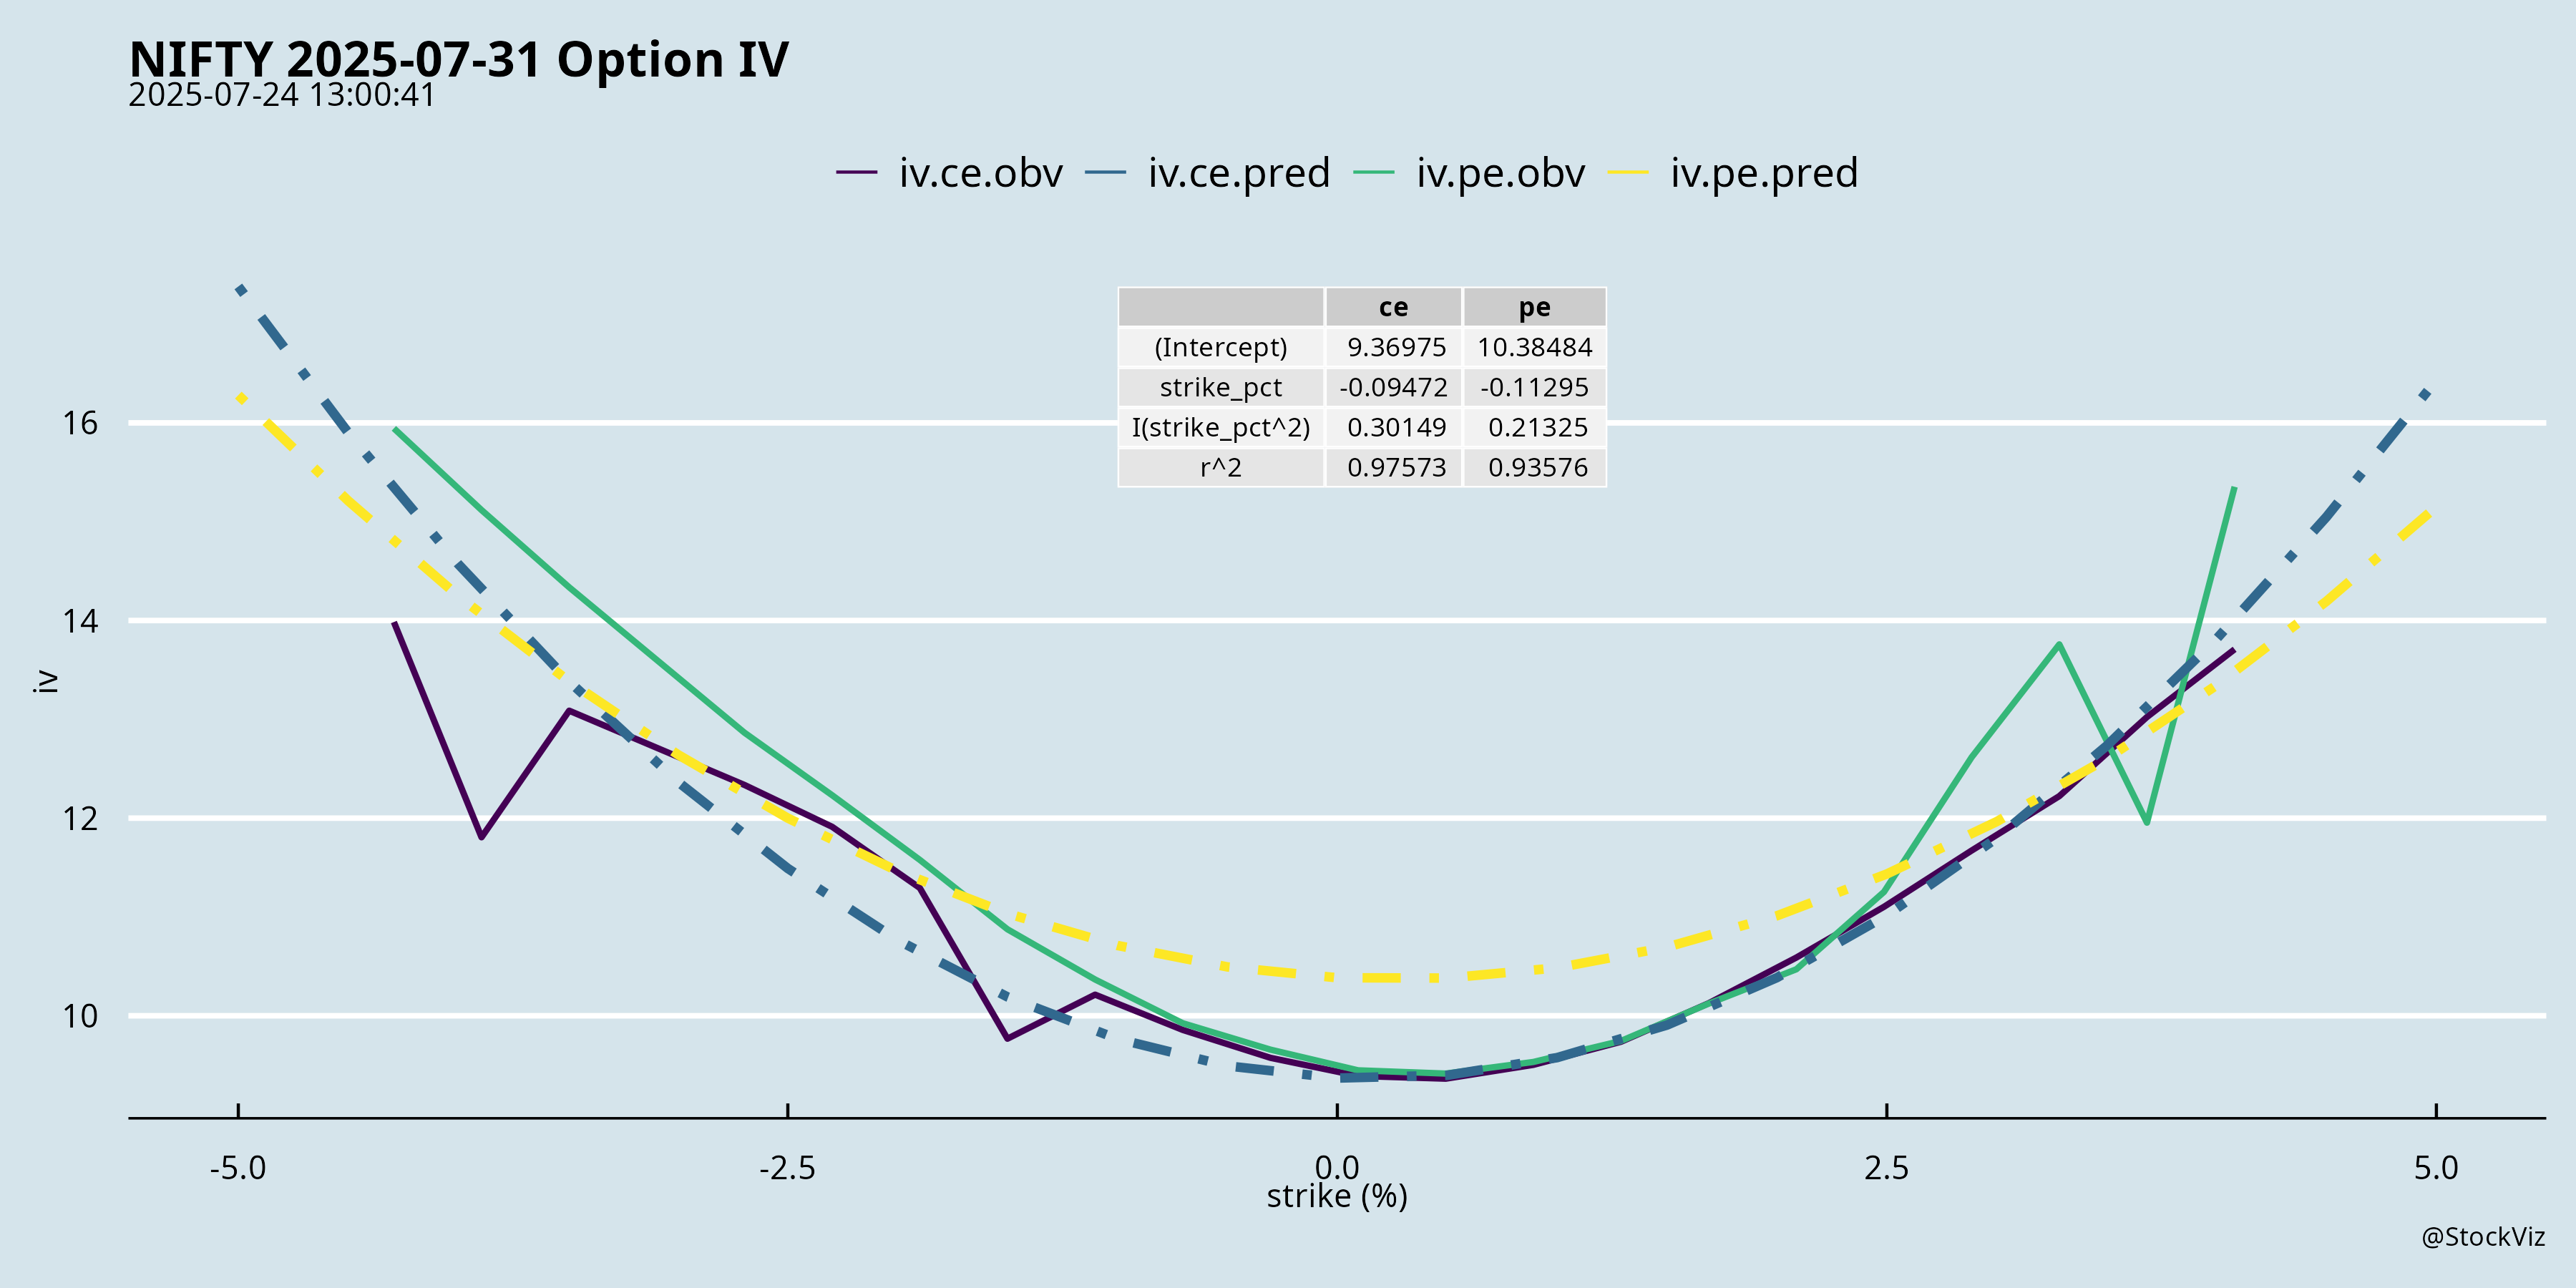 NIFTY 2025-07-31 Option IV
2025-07-24 13:00:41
iv.ce.obv iv.ce.pred iv.pe.obv iv.pe.pred
ce pe
(Intercept) 9.36975 10.38484
strike_pct -0.09472 -0.11295
I(strike_pct^2) 0.30149 0.21325
r^2 0.97573 0.93576
16
14
iv
12
10
-5.0 -2.5 0.0 2.5 5.0
strike (%)
@StockViz